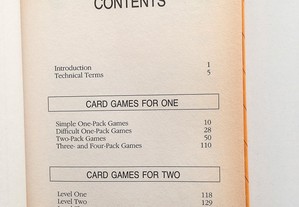 CONTENTS
Introduction 1
Technical Terms 5
CARD GAMES FOR ONE
Simple One-Pack Games 10
Difficult One-Pack Games 28
Two-Pack Games 50
Three- and Four-Pack Games 110
CARD GAMES FOR TWO
Level One 118
Level Two 129